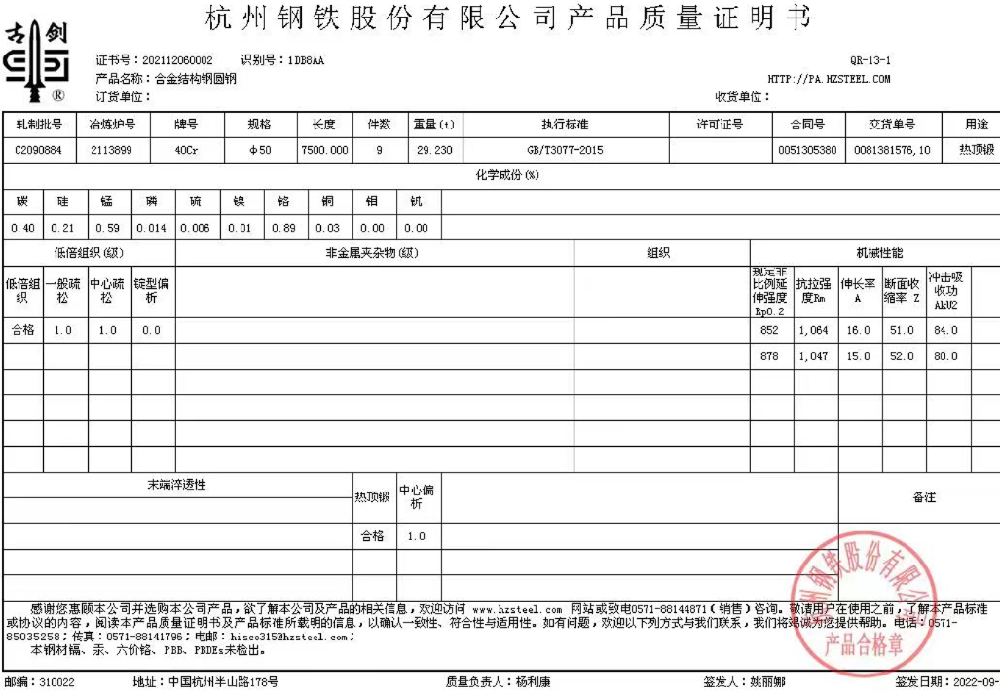 杭州钢铁股份有限公司产品质量证明书
古剑
®
证书号：202112060002 识别号：1DB8AA QR-13-1
产品名称：合金结构钢圆钢 HTTP://PA.HZSTEEL.COM
订货单位： 收货单位：
轧制批号 冶炼炉号 牌号 规格 长度 件数 重量(t) 执行标准 许可证号 合同号 交货单号 用途
C2090884 2113899 40Cr φ50 7500.000 9 29.230 GB/T3077-2015 0051305380 0081381576,10 热顶锻
化学成份(%)
碳 硅 锰 磷 硫 镍 铬 铜 钼 钒
0.40 0.21 0.59 0.014 0.006 0.01 0.89 0.03 0.00 0.00
低倍组织(级) 非金属夹杂物(级) 组织 机械性能
低倍组织 一般疏松 中心疏松 锭型偏析 规定非比例延伸强度Rp0.2 抗拉强度Rm 伸长率A 断面收缩率 Z 冲击吸收功AkU2
合格 1.0 1.0 0.0 852 1,064 16.0 51.0 84.0
878 1,047 15.0 52.0 80.0
末端淬透性 热顶锻 中心偏析 备注
合格 1.0
感谢您惠顾本公司并选购本公司产品，欲了解本公司及产品的相关信息，欢迎访问 www.hzsteel.com 网站或致电0571-88144871(销售)咨询。敬请用户在使用之前，了解本产品标准
或协议的内容，阅读本产品质量证明书及产品标准所载明的信息，以确认一致性、符合性与适用性。如有问题，欢迎以下列方式与我们联系，我们将竭诚为您提供帮助。电话：0571-
85035258；传真：0571-88141796；电邮：hisco315@hzsteel.com；
本钢材镉、汞、六价铬、PBB、PBDEs未检出。
杭州钢铁股份有限公司
产品合格章
邮编：310022 地址：中国杭州半山路178号 质量负责人：杨利康 签发人：姚丽娜 签发日期：2022-09-